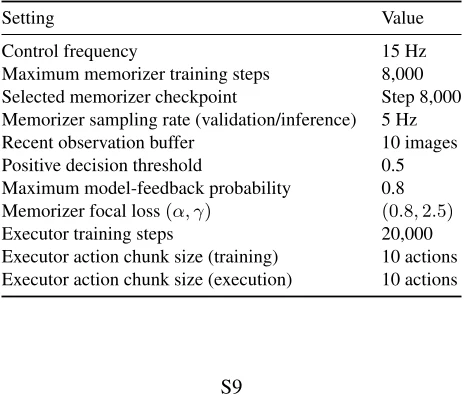 Setting Value
Control frequency 15 Hz
Maximum memorizer training steps 8,000
Selected memorizer checkpoint Step 8,000
Memorizer sampling rate (validation/inference) 5 Hz
Recent observation buffer 10 images
Positive decision threshold 0.5
Maximum model-feedback probability 0.8
Memorizer focal loss (α, γ) (0.8, 2.5)
Executor training steps 20,000
Executor action chunk size (training) 10 actions
Executor action chunk size (execution) 10 actions
S9